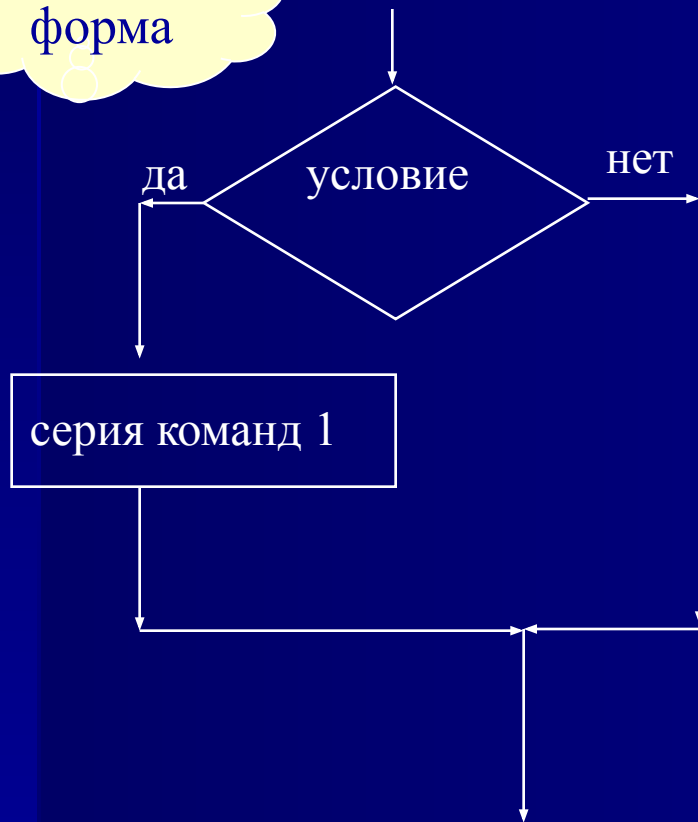 форма
да
условие
нет
серия команд 1